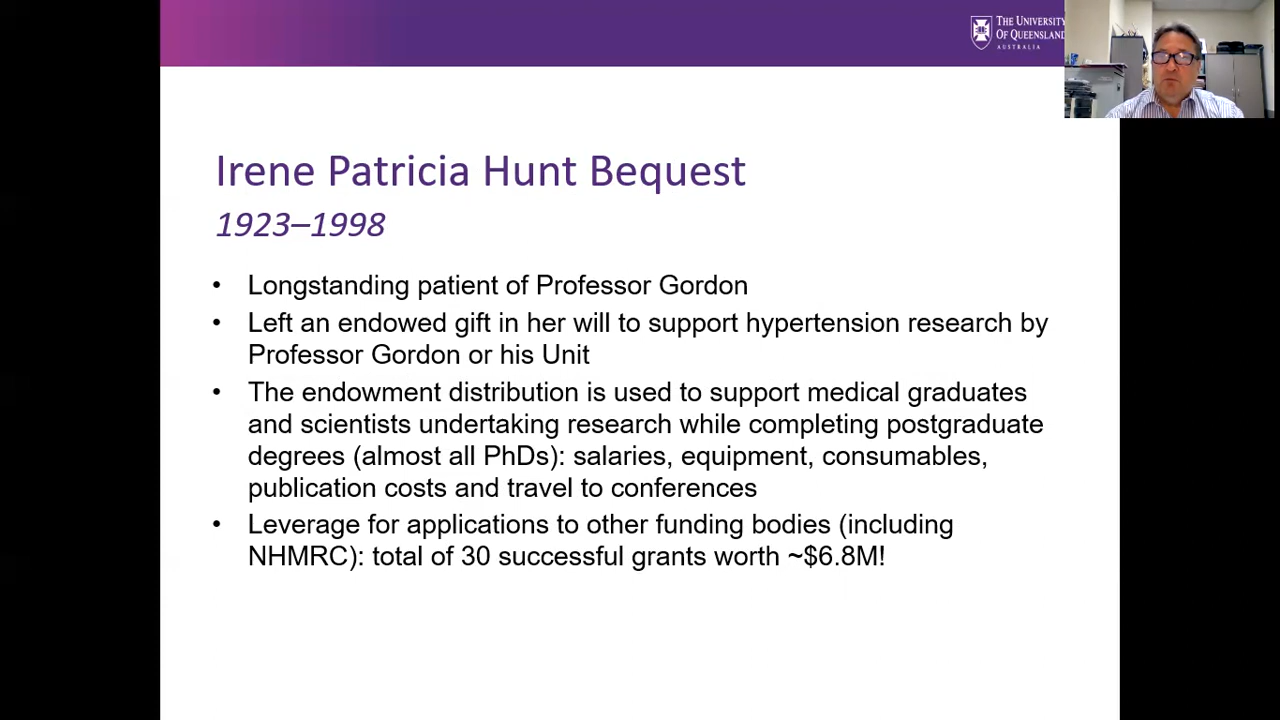 THE UNIVERSITY
OF QUEENSLAND
AUSTRALIA
Irene Patricia Hunt Bequest
1923–1998
• Longstanding patient of Professor Gordon
• Left an endowed gift in her will to support hypertension research by
Professor Gordon or his Unit
• The endowment distribution is used to support medical graduates
and scientists undertaking research while completing postgraduate
degrees (almost all PhDs): salaries, equipment, consumables,
publication costs and travel to conferences
• Leverage for applications to other funding bodies (including
NHMRC): total of 30 successful grants worth ~$6.8M!